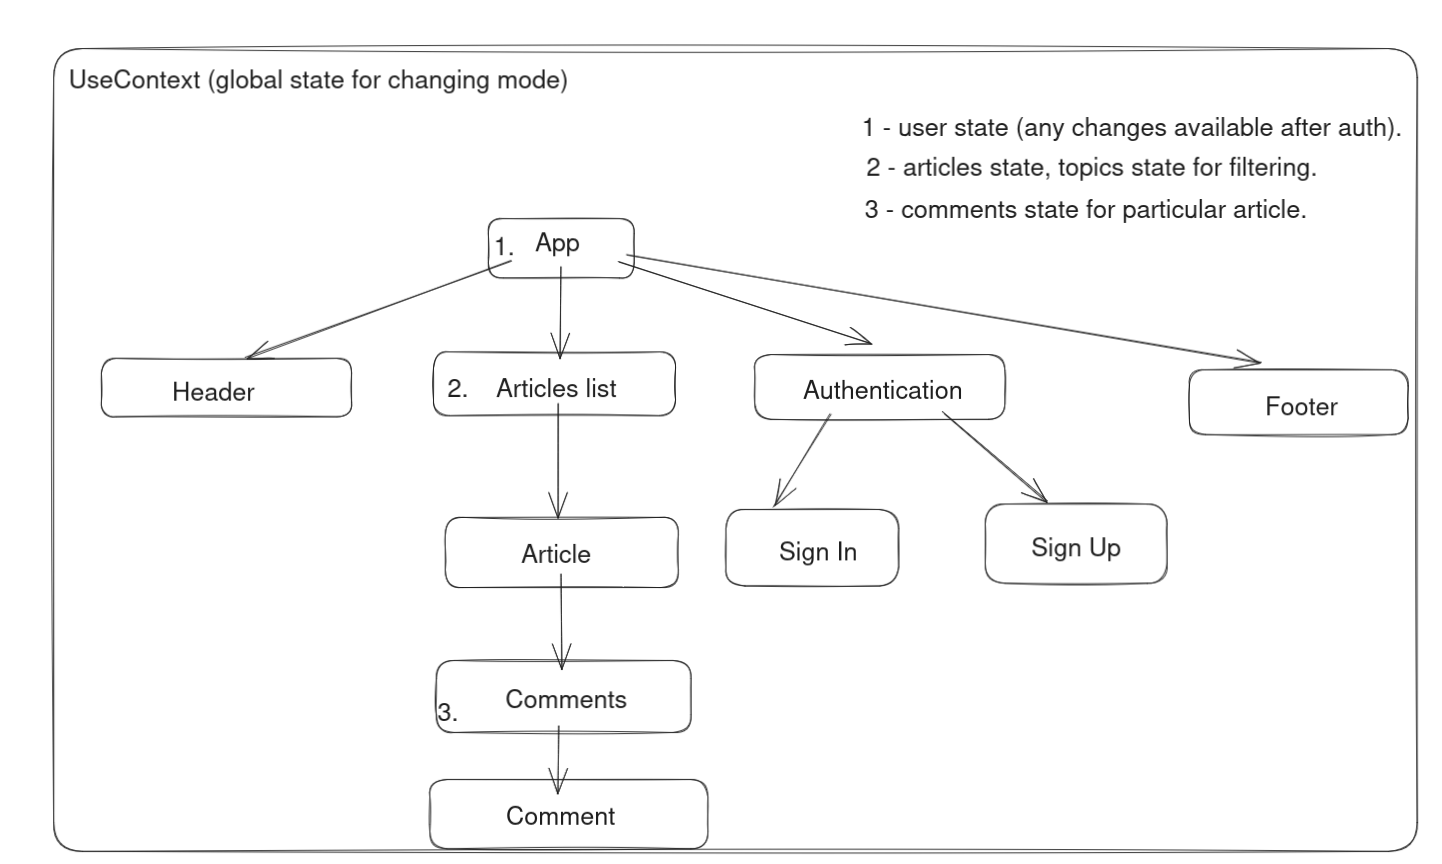 UseContext (global state for changing mode)
1 - user state (any changes available after auth).
2 - articles state, topics state for filtering.
3 - comments state for particular article.
1. App
Header
2. Articles list
Authentication
Footer
Article
Sign In
Sign Up
3. Comments
Comment